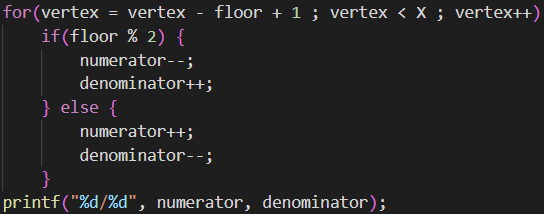 for(vertex = vertex - floor + 1 ; vertex < X ; vertex++)
    if(floor % 2) {
        numerator--;
        denominator++;
    } else {
        numerator++;
        denominator--;
    }
printf("%d/%d", numerator, denominator);